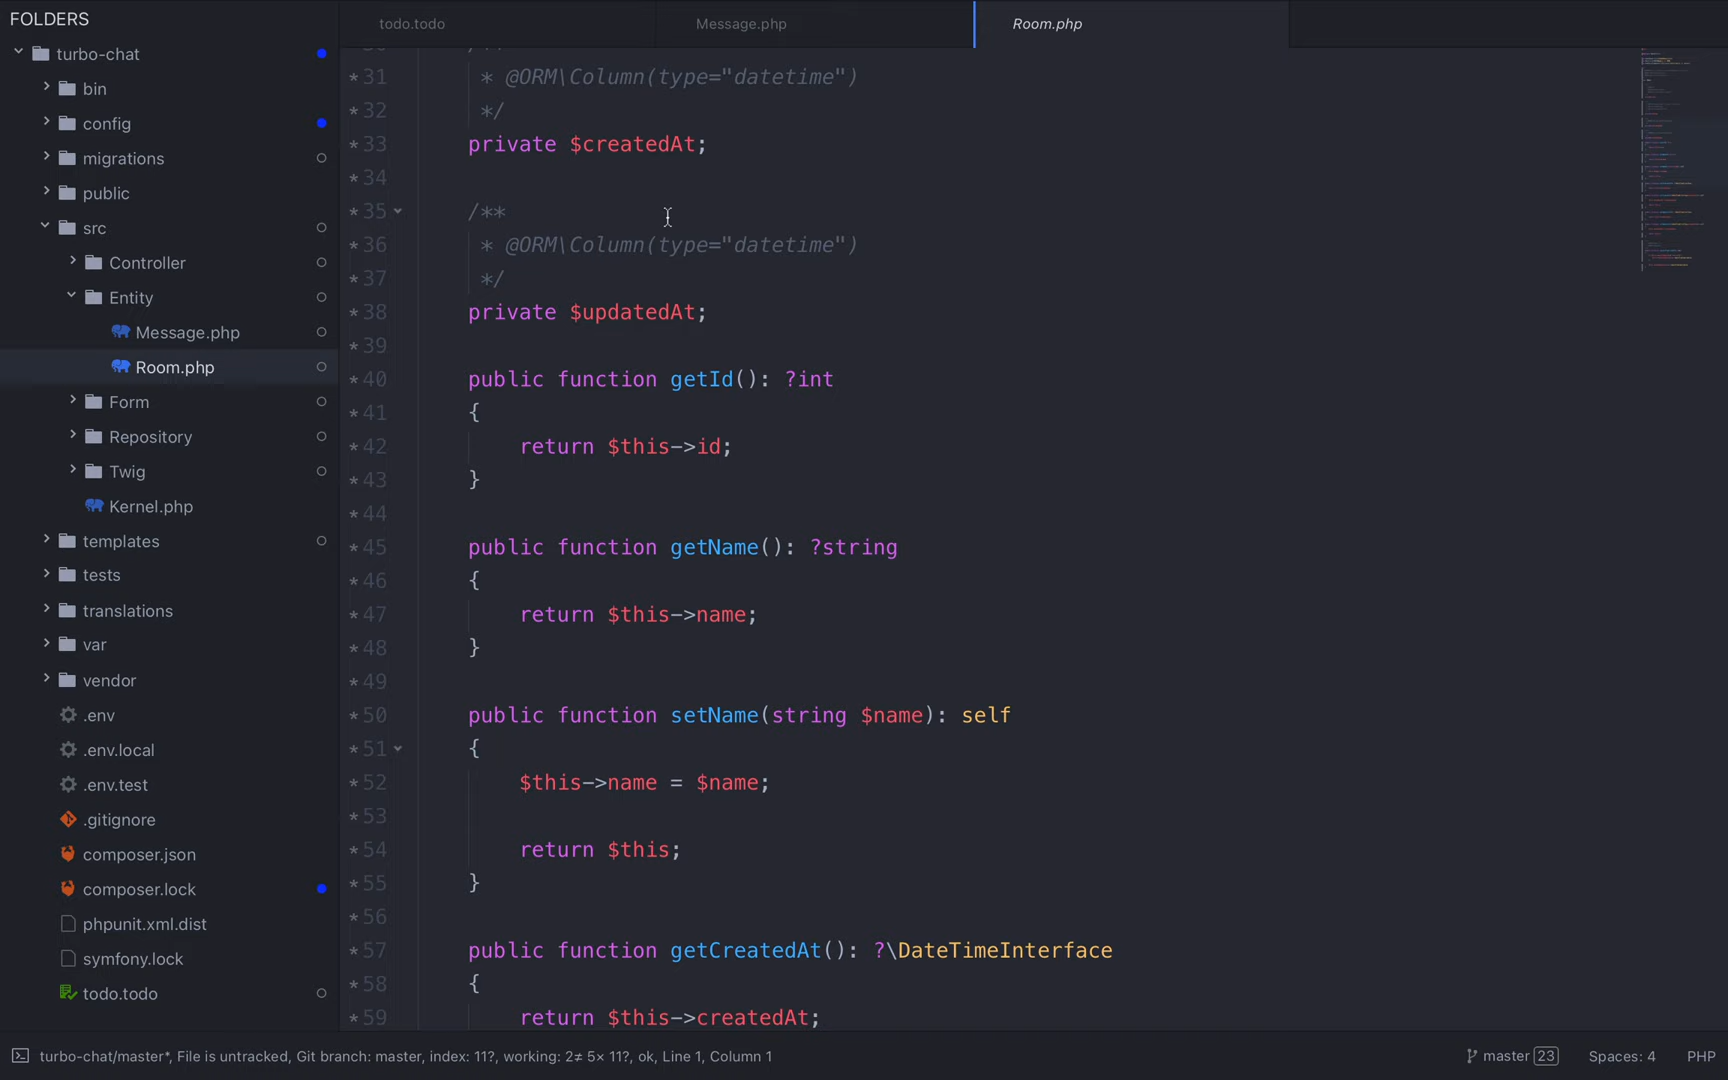 FOLDERS
turbo-chat
bin
config
migrations
public
src
Controller
Entity
Message.php
Room.php
Form
Repository
Twig
Kernel.php
templates
tests
translations
var
vendor
.env
.env.local
.env.test
.gitignore
composer.json
composer.lock
phpunit.xml.dist
symfony.lock
todo.todo
todo.todo
Message.php
Room.php
*31 * @ORM\Column(type="datetime")
*32 */
*33 private $createdAt;
*34
*35 /**
*36 * @ORM\Column(type="datetime")
*37 */
*38 private $updatedAt;
*39
*40 public function getId(): ?int
*41 {
*42 return $this->id;
*43 }
*44
*45 public function getName(): ?string
*46 {
*47 return $this->name;
*48 }
*49
*50 public function setName(string $name): self
*51 {
*52 $this->name = $name;
*53
*54 return $this;
*55 }
*56
*57 public function getCreatedAt(): ?\DateTimeInterface
*58 {
*59 return $this->createdAt;
turbo-chat/master*, File is untracked, Git branch: master, index: 11?, working: 2≠ 5× 11?, ok, Line 1, Column 1
master 23
Spaces: 4
PHP